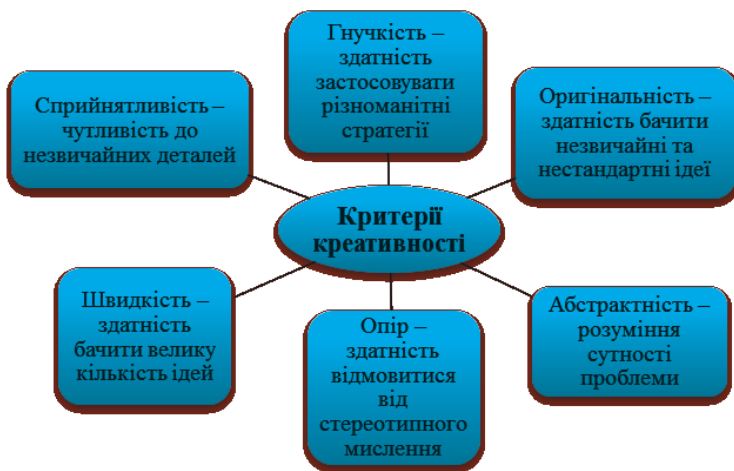 Гнучкість –
здатність
застосовувати
різноманітні
стратегії
Сприйнятливість –
чутливість до
незвичайних деталей
Оригінальність –
здатність бачити
незвичайні та
нестандартні ідеї
Критерії
креативності
Швидкість –
здатність
бачити велику
кількість ідей
Опір –
здатність
відмовитися
від
стереотипного
мислення
Абстрактність –
розуміння
сутності
проблеми